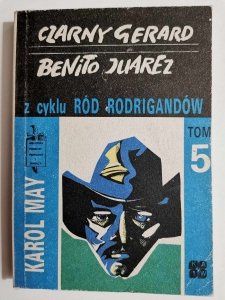 CZARNY GERARD
BENITO JUAREZ
z cyklu RÓD RODRIGANDÓW
TOM
5
KAROL MAY